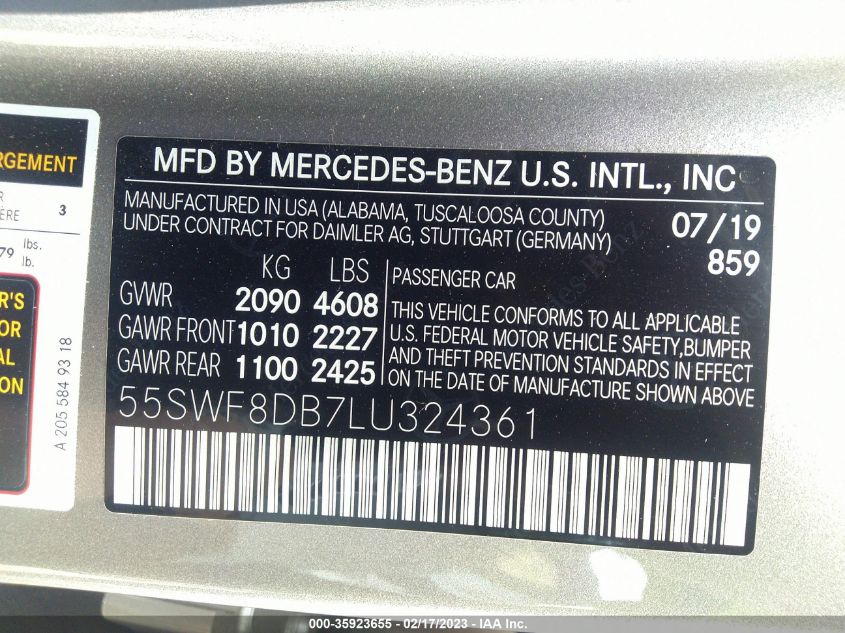 RGEMENT
3
79 lbs.
lb.
A 205 584 93 18
MFD BY MERCEDES-BENZ U.S. INTL., INC
MANUFACTURED IN USA (ALABAMA, TUSCALOOSA COUNTY) 07/19
UNDER CONTRACT FOR DAIMLER AG, STUTTGART (GERMANY) 859
KG LBS
GVWR 2090 4608
GAWR FRONT 1010 2227
GAWR REAR 1100 2425
PASSENGER CAR
THIS VEHICLE CONFORMS TO ALL APPLICABLE
U.S. FEDERAL MOTOR VEHICLE SAFETY, BUMPER
AND THEFT PREVENTION STANDARDS IN EFFECT
ON THE DATE OF MANUFACTURE SHOWN ABOVE
55SWF8DB7LU324361
000-35923655 - 02/17/2023 - IAA Inc.